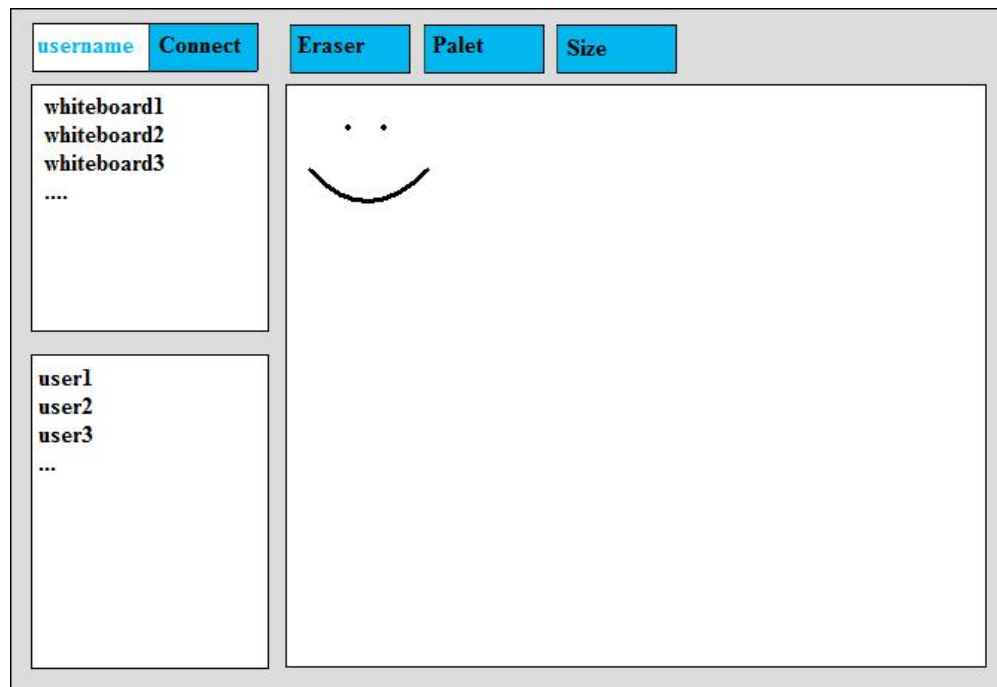 username Connect Eraser Palet Size
whiteboard1
whiteboard2
whiteboard3
....
user1
user2
user3
...